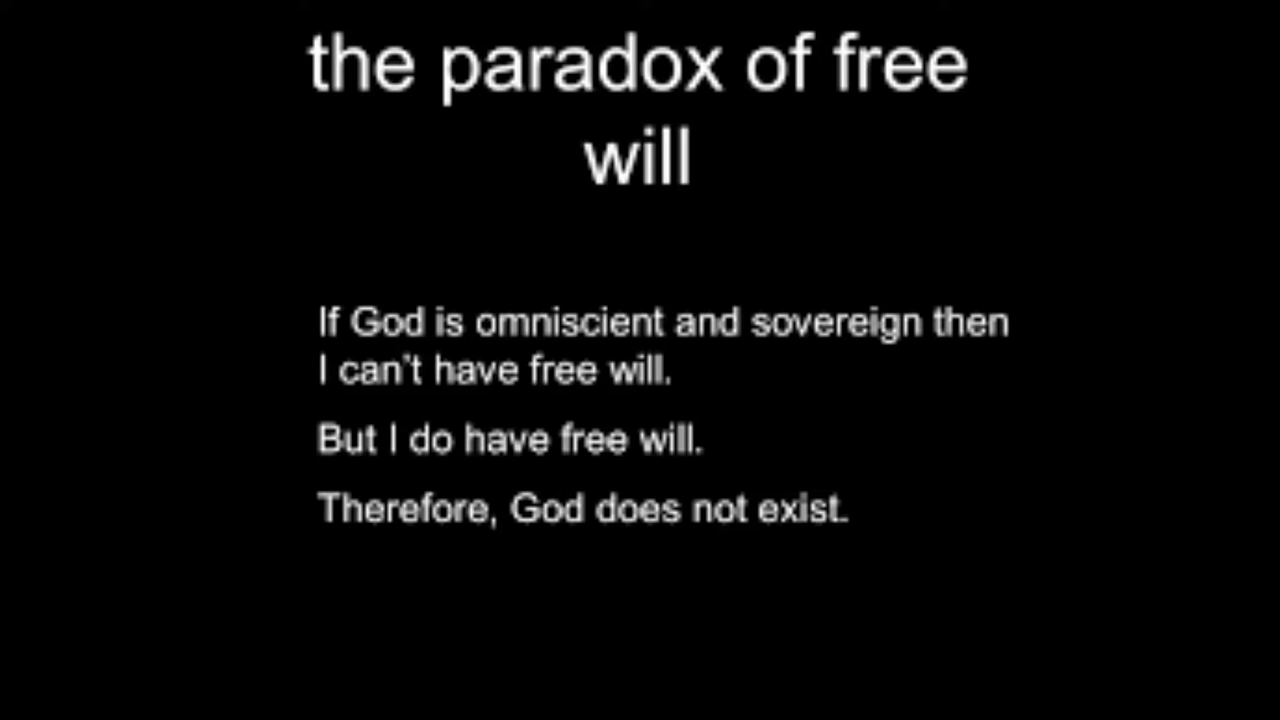 the paradox of free
will
If God is omniscient and sovereign then
I can't have free will.
But I do have free will.
Therefore, God does not exist.